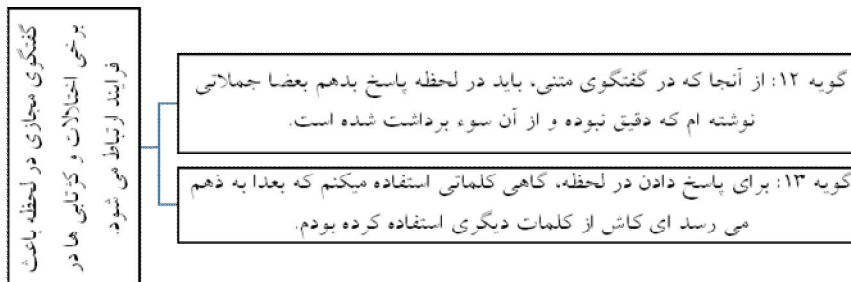 گفتگوی مجازی در لحظه باعث
برخی اختلالات و کژتابی ها در
فرایند ارتباط می شود.
گویه ۱۲: از آنجا که در گفتگوی متنی، باید در لحظه پاسخ بدهم بعضا جملاتی
نوشته ام که دقیق نبوده و از آن سوء برداشت شده است.
گویه ۱۳: برای پاسخ دادن در لحظه، گاهی کلماتی استفاده میکنم که بعدا به ذهم
می رسد ای کاش از کلمات دیگری استفاده کرده بودم.